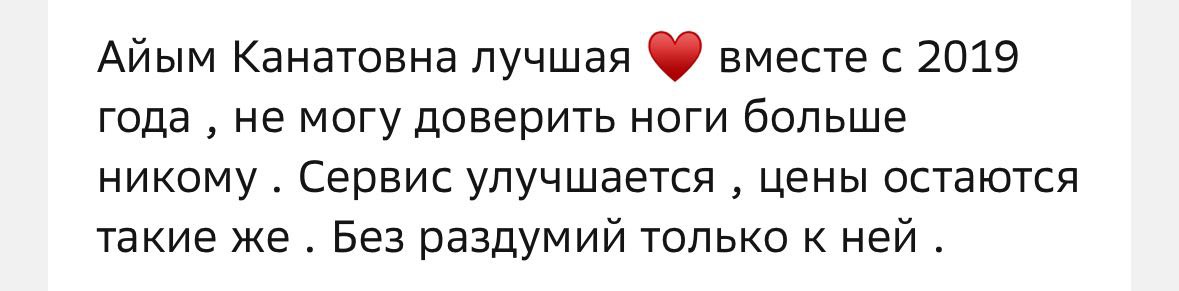 Айым Канатовна лучшая ♥️ вместе с 2019
года , не могу доверить ноги больше
никому . Сервис улучшается , цены остаются
такие же . Без раздумий только к ней .